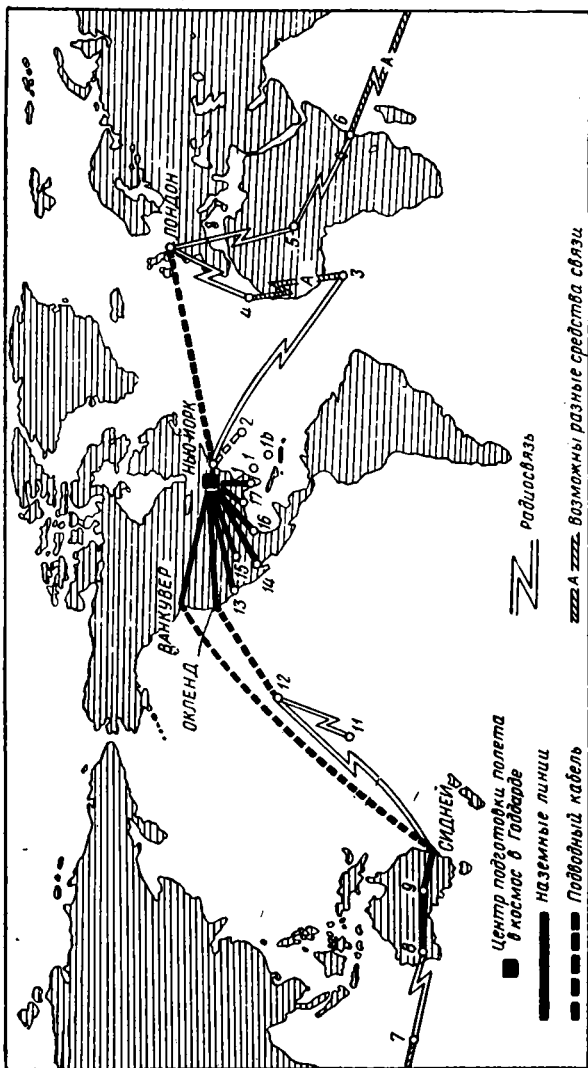 ЛОНДОН
НЬЮ-ЙОРК
ВАНКУВЕР
ОКЛЕНД
СИДНЕЙ
A
6
5
4
A
3
2
1
1b
17
16
15
14
13
12
11
9
8
7
Центр подготовки полета
в космос в Годдарде
Наземные линии
Подводный кабель
Радиосвязь
A Возможны разные средства связи